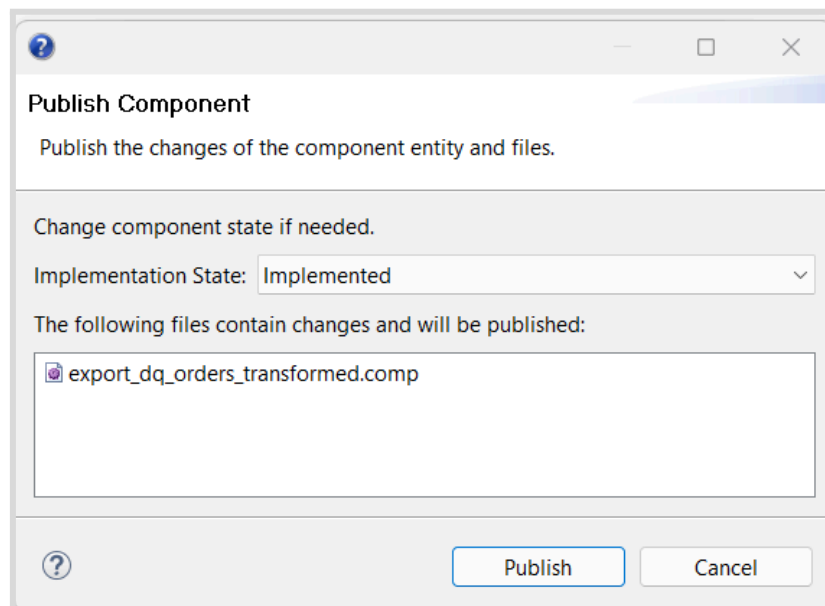 Publish Component
Publish the changes of the component entity and files.
Change component state if needed.
Implementation State: Implemented
The following files contain changes and will be published:
export_dq_orders_transformed.comp
Publish Cancel